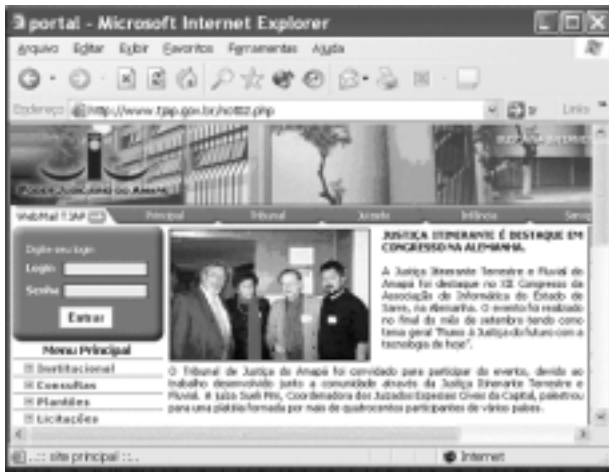 portal - Microsoft Internet Explorer
Arquivo Editar Exibir Favoritos Ferramentas Ajuda
Endereço http://www.tjap.gov.br/not02.php Ir Links
PODER JUDICIÁRIO DO AMAPÁ
WebMail TJAP Principal Tribunal Juizado Infância
JUSTIÇA ITINERANTE É DESTAQUE EM
CONGRESSO NA ALEMANHA.
Digite seu login
Login
Senha
Entrar
A Justiça Itinerante Terrestre e Fluvial do
Amapá foi destaque no XII Congresso da
Associação de Informática do Estado de
Sarre, na Alemanha. O evento foi realizado
no final do mês de setembro tendo como
tema geral "Rumo à Justiça do futuro com a
tecnologia de hoje".
Menu Principal
Institucional
Consultas
Plantões
Licitações
O Tribunal de Justiça do Amapá foi convidado para participar do evento, devido ao
trabalho desenvolvido junto a comunidade através da Justiça Itinerante Terrestre e
Fluvial. A juíza Sueli Pini, Coordenadora dos Juizados Especiais Cíveis da Capital, palestrou
para uma platéia formada por mais de quatrocentos participantes de vários países.
..:: site principal ::.. Internet